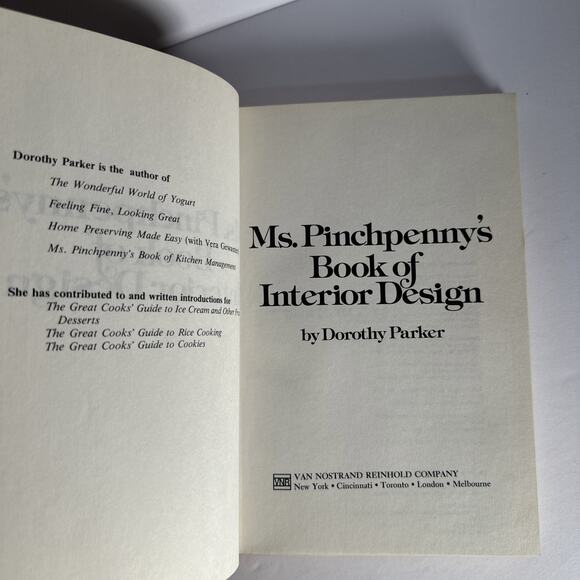 Dorothy Parker is the author of
The Wonderful World of Yogurt
Feeling Fine, Looking Great
Home Preserving Made Easy (with Vera Gewanter)
Ms. Pinchpenny's Book of Kitchen Management
She has contributed to and written introductions for
The Great Cooks' Guide to Ice Cream and Other
Desserts
The Great Cooks' Guide to Rice Cooking
The Great Cooks' Guide to Cookies
Ms. Pinchpenny's
Book of
Interior Design
by Dorothy Parker
VNR VAN NOSTRAND REINHOLD COMPANY
New York • Cincinnati • Toronto • London • Melbourne